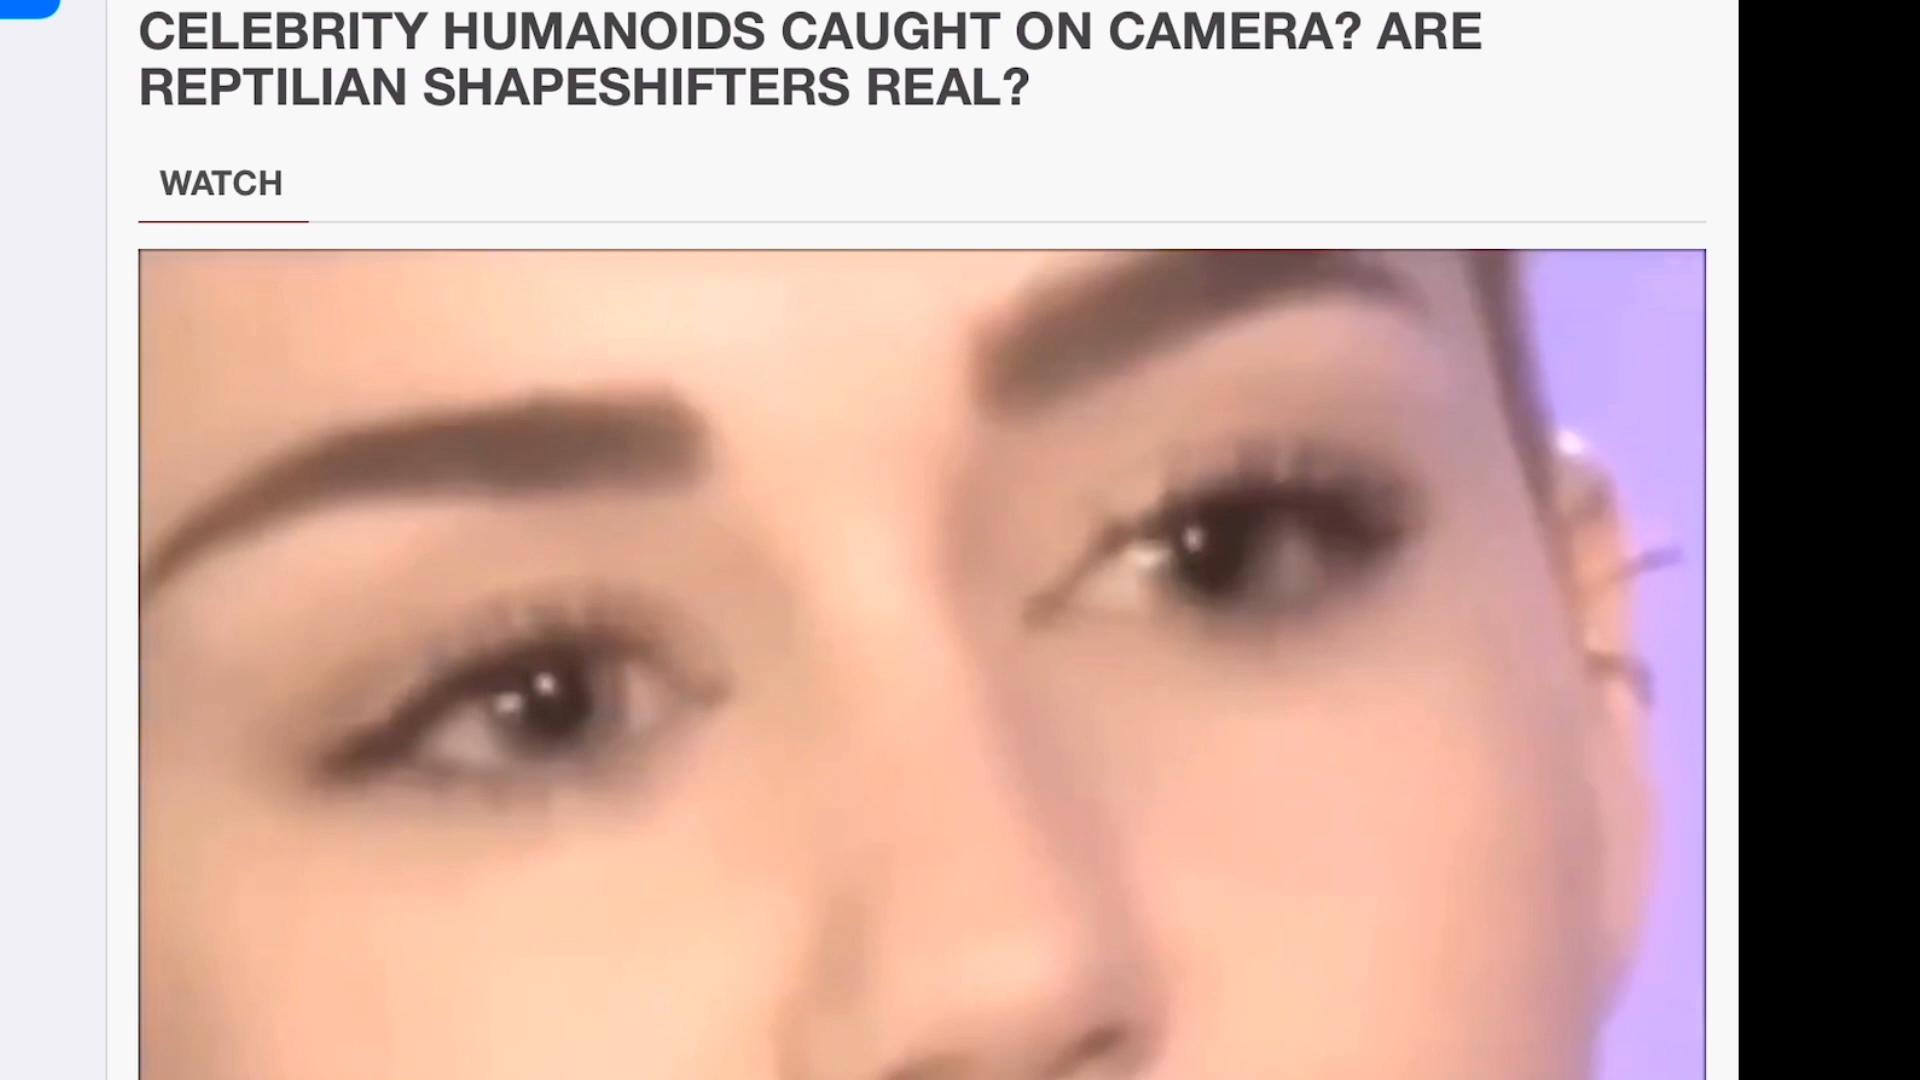 CELEBRITY HUMANOIDS CAUGHT ON CAMERA? ARE
REPTILIAN SHAPESHIFTERS REAL?
WATCH